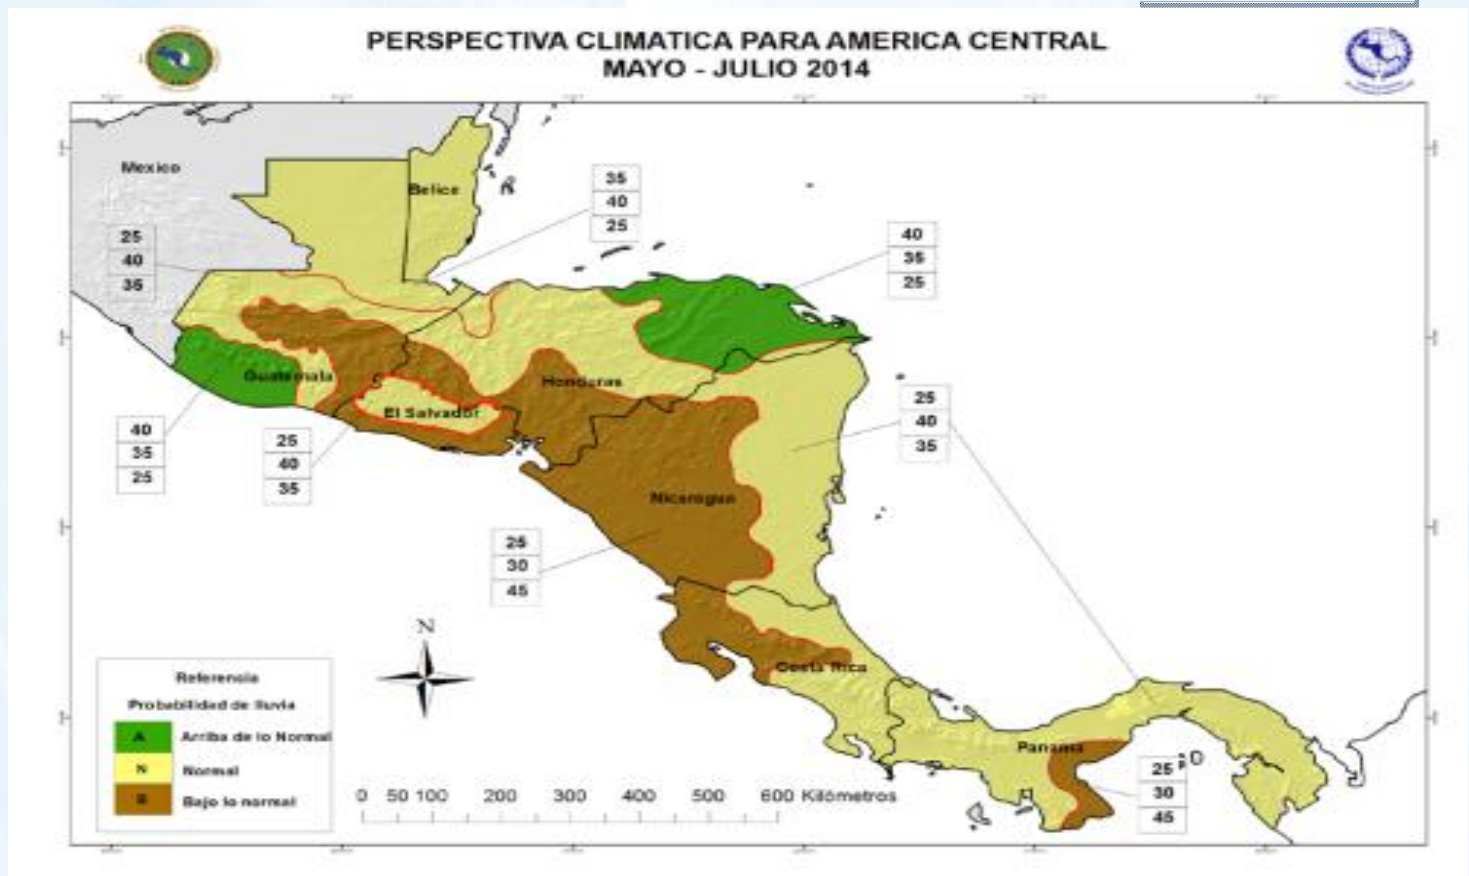 PERSPECTIVA CLIMATICA PARA AMERICA CENTRAL
MAYO - JULIO 2014
Mexico
Belice
35
40
25
25
40
35
40
35
25
Guatemala
Honduras
El Salvador
25
40
35
40
35
25
25
40
35
Nicaragua
25
30
45
N
Costa Rica
Referencia
Probabilidad de lluvia
A Arriba de lo Normal
N Normal
B Bajo lo normal
0 50 100 200 300 400 500 600 Kilómetros
Panama
25
30
45